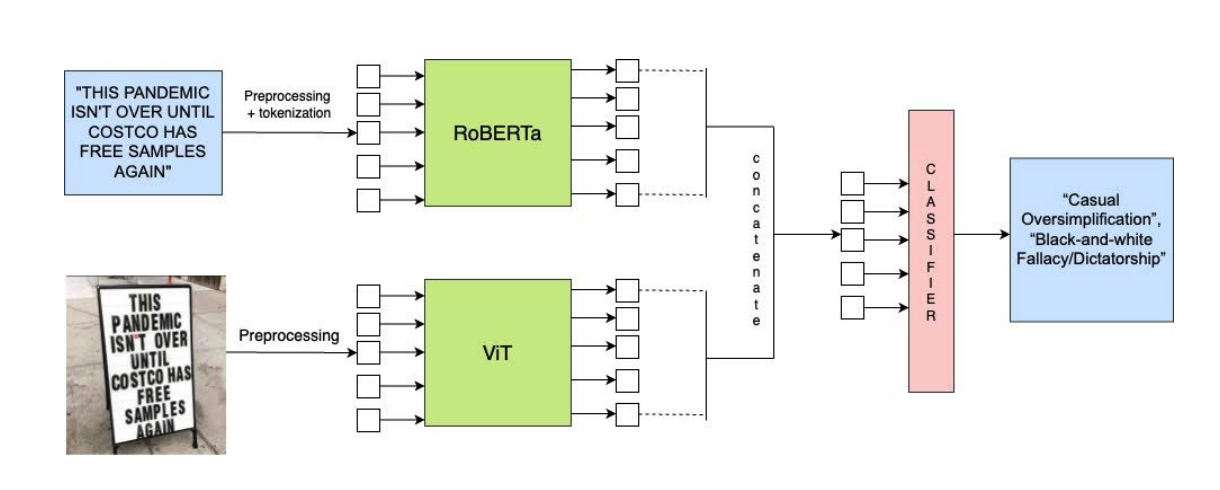 "THIS PANDEMIC
ISN'T OVER UNTIL
COSTCO HAS
FREE SAMPLES
AGAIN"
Preprocessing
+ tokenization
RoBERTa
concatenate
CLASSIFIER
“Casual
Oversimplification”,
“Black-and-white
Fallacy/Dictatorship”
THIS
PANDEMIC
ISN'T OVER
UNTIL
COSTCO HAS
FREE
SAMPLES
AGAIN
Preprocessing
ViT